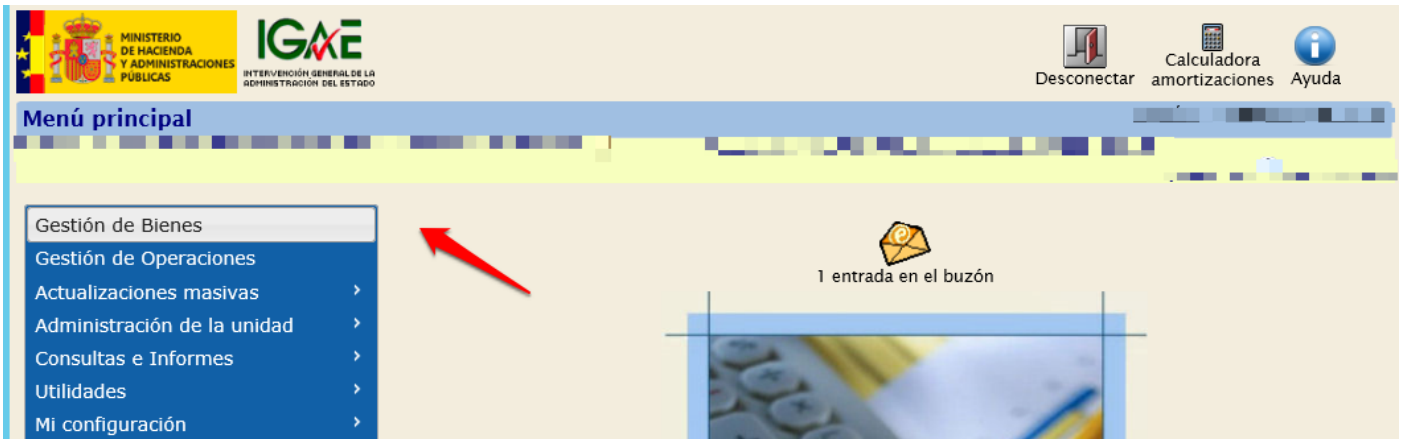 MINISTERIO
DE HACIENDA
Y ADMINISTRACIONES
PÚBLICAS
IGAE
INTERVENCIÓN GENERAL DE LA
ADMINISTRACIÓN DEL ESTADO
Desconectar
Calculadora
amortizaciones
Ayuda
Menú principal
Gestión de Bienes
Gestión de Operaciones
Actualizaciones masivas
Administración de la unidad
Consultas e Informes
Utilidades
Mi configuración
1 entrada en el buzón